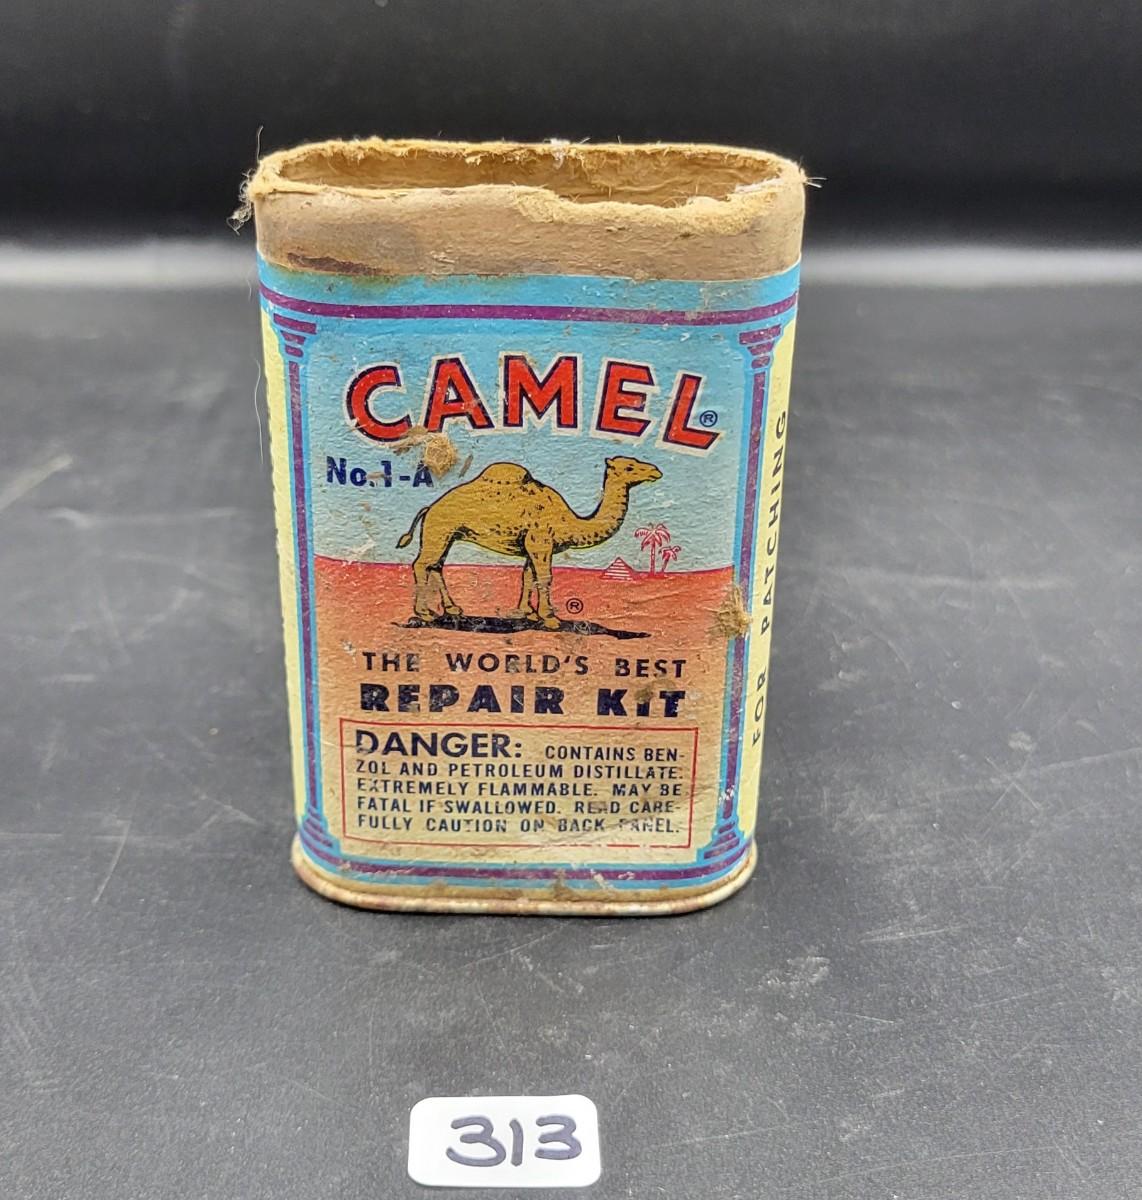 CAMEL®
No. 1-A
®
THE WORLD'S BEST
REPAIR KIT
DANGER: CONTAINS BEN-
ZOL AND PETROLEUM DISTILLATE.
EXTREMELY FLAMMABLE. MAY BE
FATAL IF SWALLOWED. READ CARE-
FULLY CAUTION ON BACK PANEL.
FOR PATCHING
313